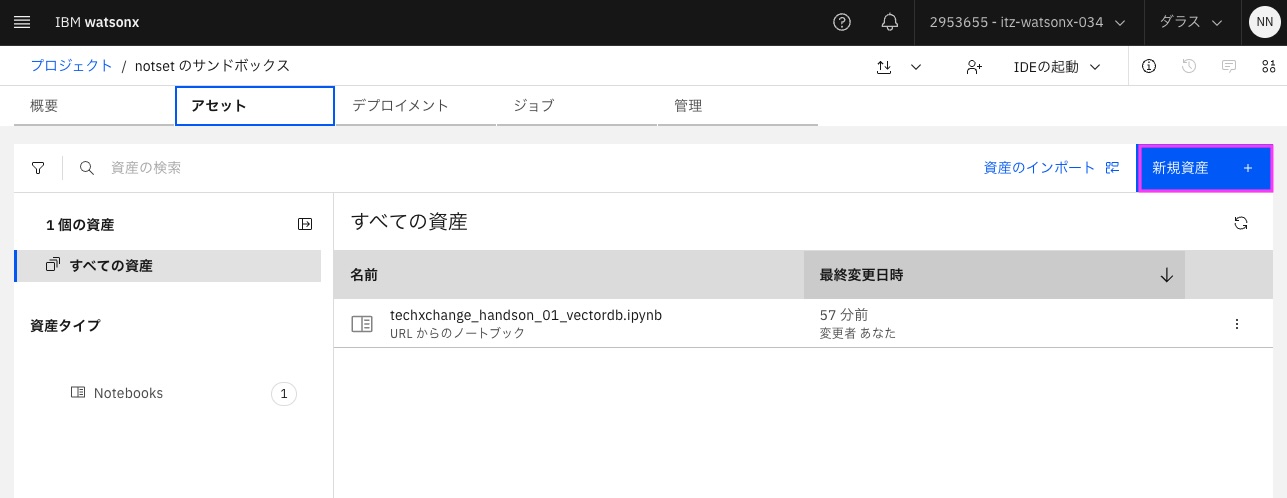 IBM watsonx
2953655 - itz-watsonx-034
ダラス
NN
プロジェクト / notset のサンドボックス
IDEの起動
概要
アセット
デプロイメント
ジョブ
管理
資産の検索
資産のインポート
新規資産 +
1 個の資産
すべての資産
すべての資産
名前
最終変更日時
techxchange_handson_01_vectordb.ipynb
URL からのノートブック
57 分前
変更者 あなた
資産タイプ
Notebooks
1